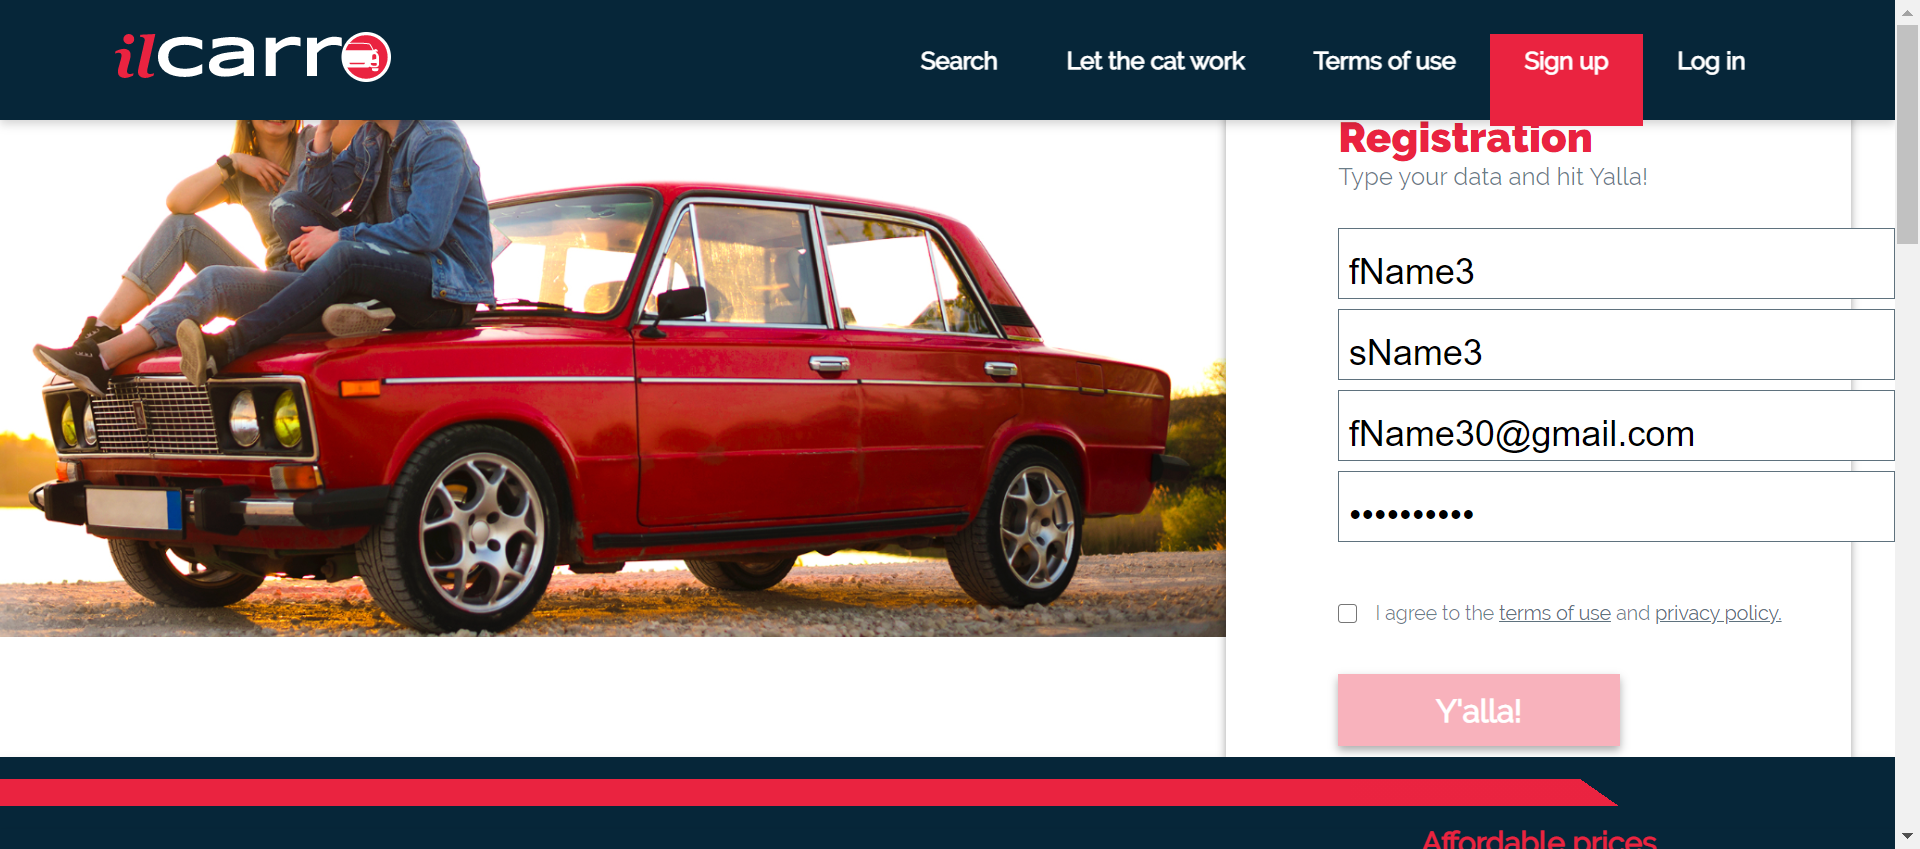 ilcarro
Search
Let the cat work
Terms of use
Sign up
Log in
Registration
Type your data and hit Yalla!
fName3
sName3
fName30@gmail.com
••••••••••
I agree to the terms of use and privacy policy.
Y'alla!
Affordable prices